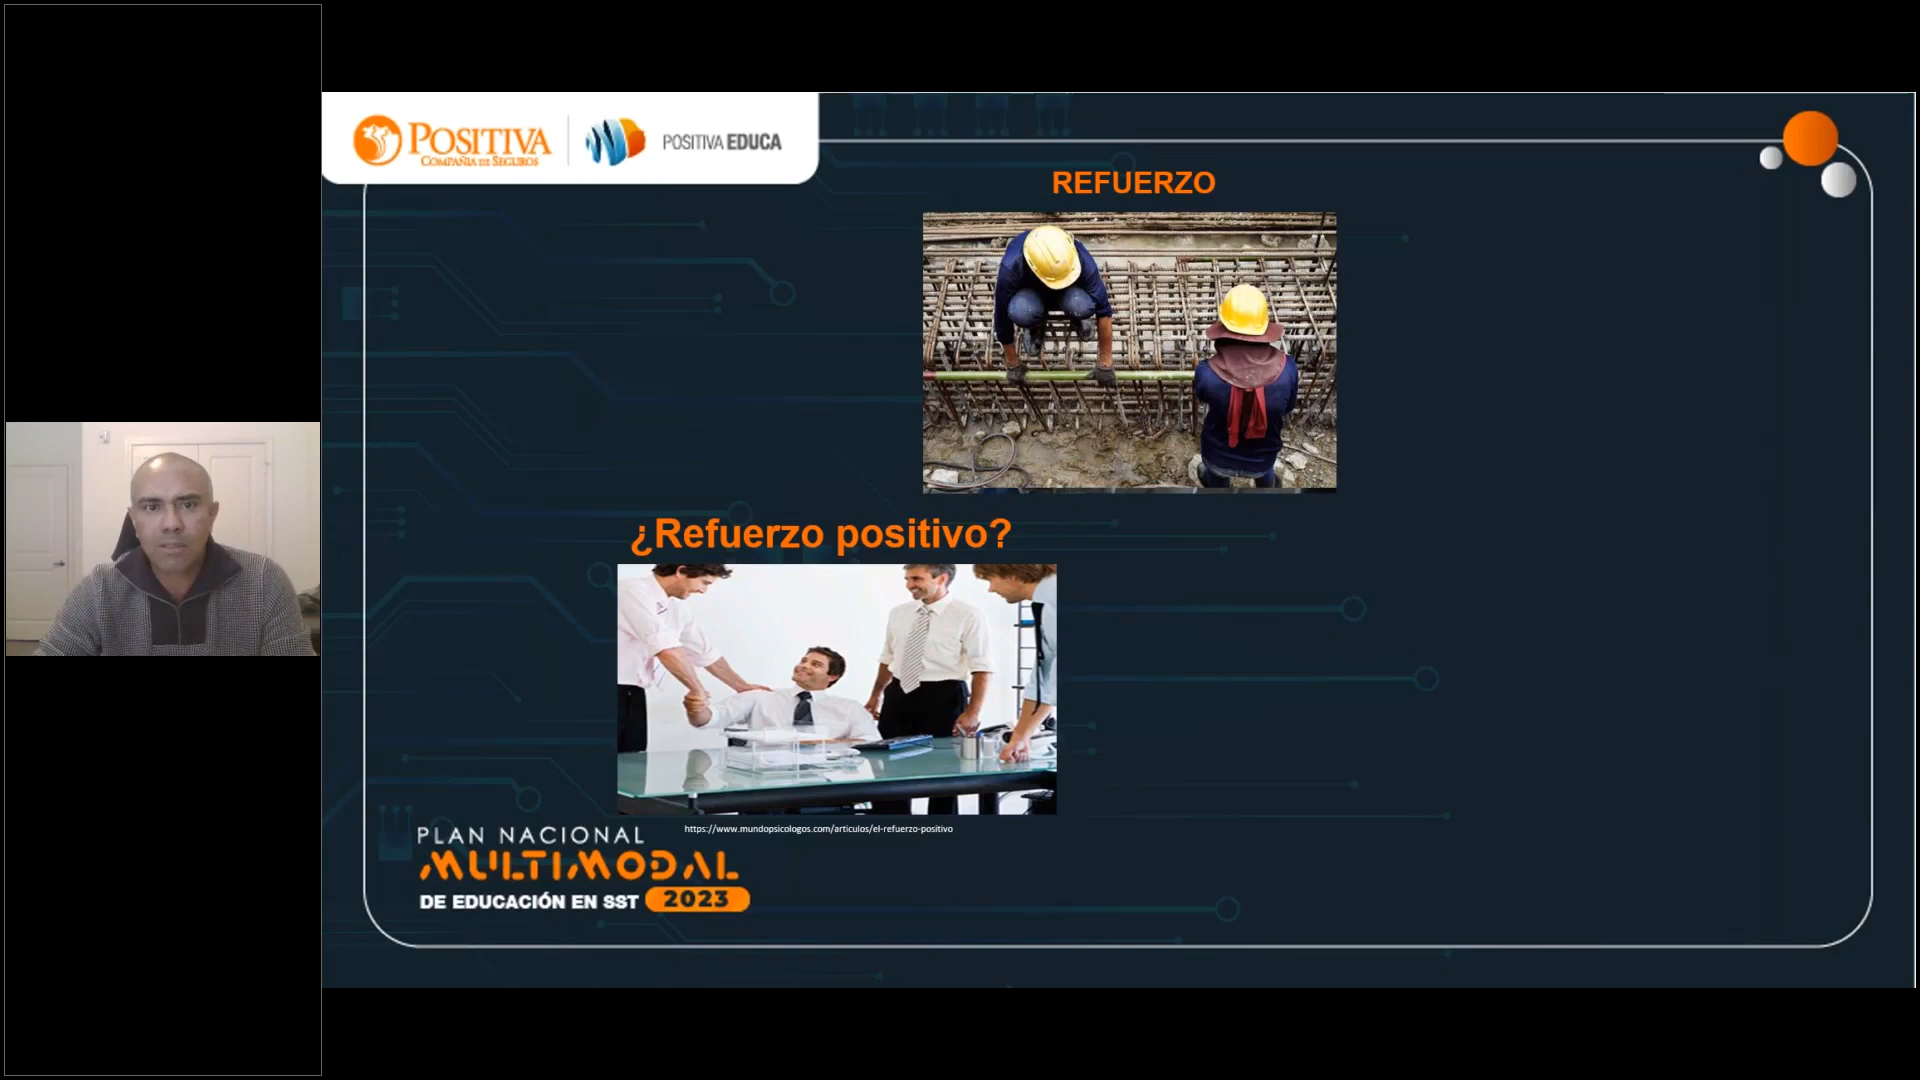 POSITIVA
COMPAÑIA DE SEGUROS
POSITIVA EDUCA
REFUERZO
¿Refuerzo positivo?
https://www.mundopsicologos.com/articulos/el-refuerzo-positivo
PLAN NACIONAL
MULTIMODAL
DE EDUCACIÓN EN SST 2023